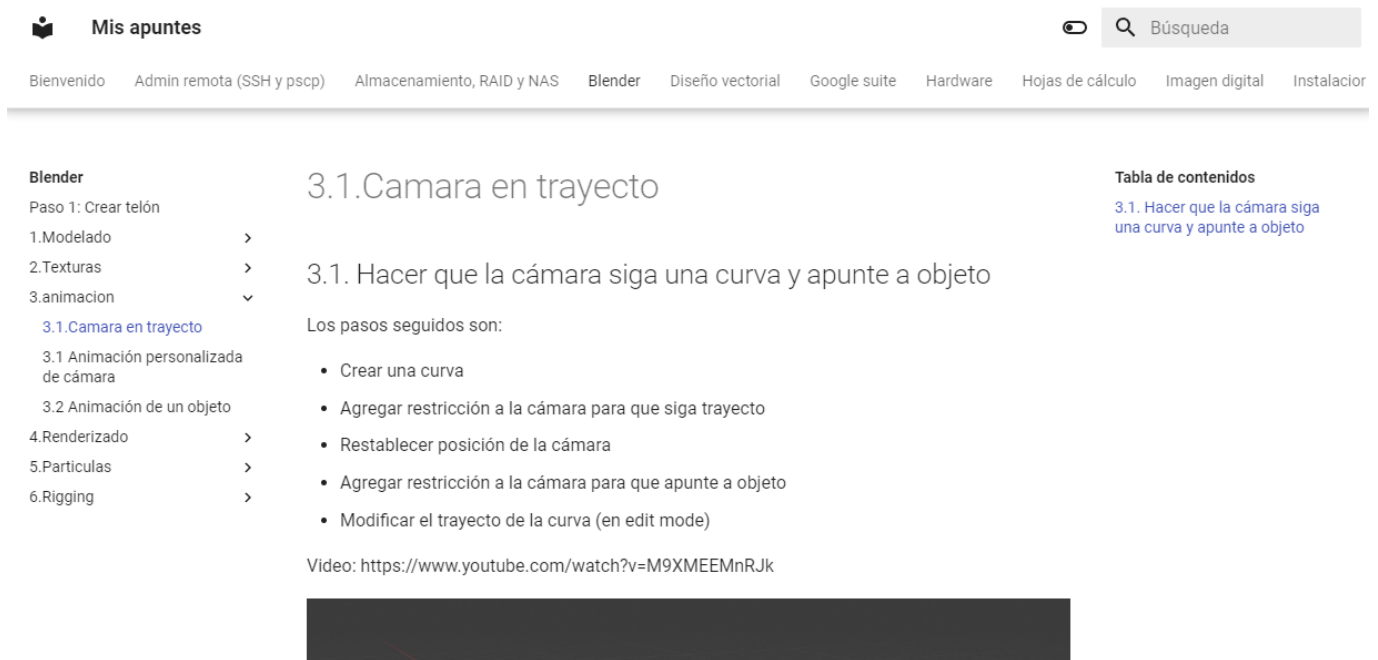 Mis apuntes
Búsqueda
Bienvenido Admin remota (SSH y pscp) Almacenamiento, RAID y NAS Blender Diseño vectorial Google suite Hardware Hojas de cálculo Imagen digital Instalacior
Blender
Paso 1: Crear telón
1.Modelado
2.Texturas
3.animacion
3.1.Camara en trayecto
3.1 Animación personalizada
de cámara
3.2 Animación de un objeto
4.Renderizado
5.Particulas
6.Rigging
3.1.Camara en trayecto
3.1. Hacer que la cámara siga una curva y apunte a objeto
Los pasos seguidos son:
• Crear una curva
• Agregar restricción a la cámara para que siga trayecto
• Restablecer posición de la cámara
• Agregar restricción a la cámara para que apunte a objeto
• Modificar el trayecto de la curva (en edit mode)
Video: https://www.youtube.com/watch?v=M9XMEEMnRJk
Tabla de contenidos
3.1. Hacer que la cámara siga
una curva y apunte a objeto